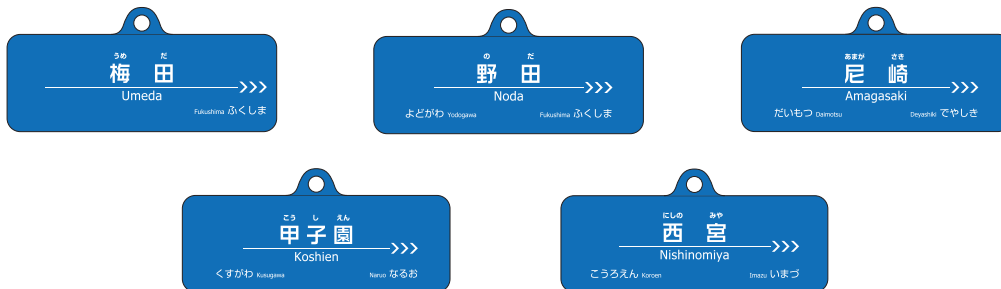 うめ だ
梅 田
Umeda
Fukushima ふくしま
の だ
野 田
Noda
よどがわ Yodogawa Fukushima ふくしま
あまが さき
尼 崎
Amagasaki
だいもつ Daimotsu Deyashiki でやしき
こう し えん
甲子園
Koshien
くすがわ Kusugawa Naruo なるお
にしの みや
西 宮
Nishinomiya
こうろえん Koroen Imazu いまづ